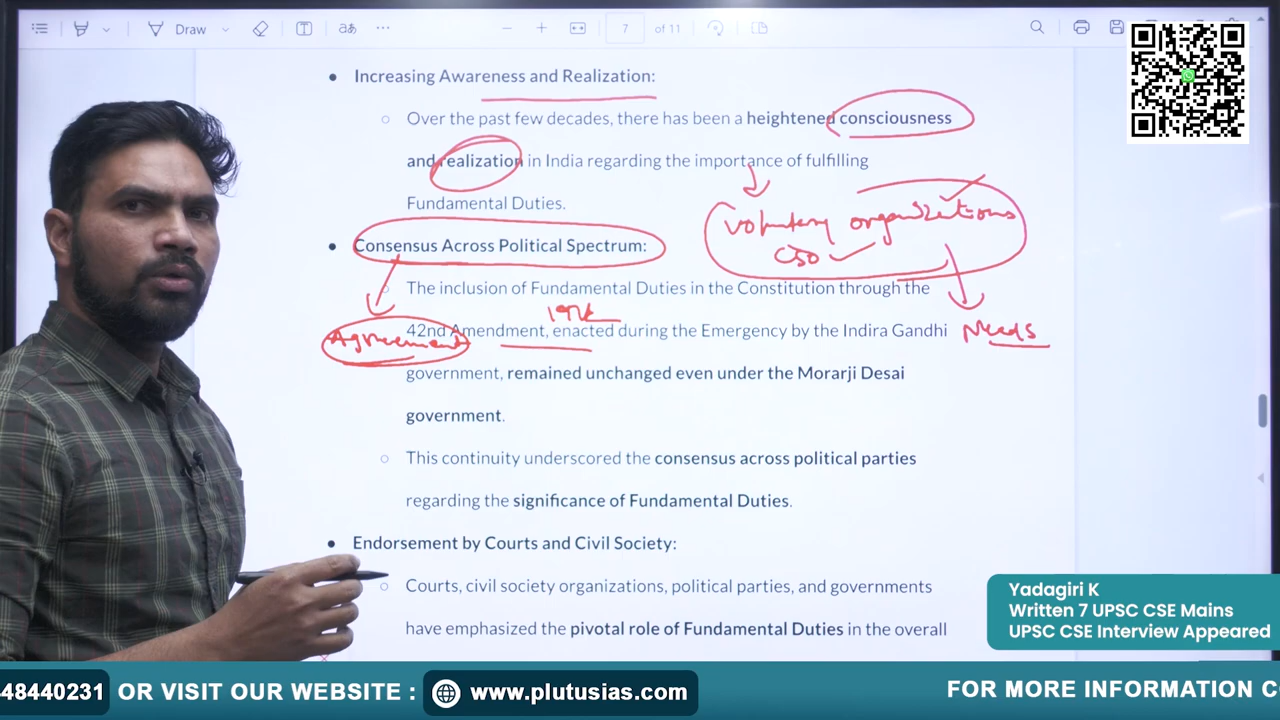 Draw
7 of 11
Increasing Awareness and Realization:
Over the past few decades, there has been a heightened consciousness
and realization in India regarding the importance of fulfilling
Fundamental Duties.
voluntary organizations
CSO
Consensus Across Political Spectrum:
The inclusion of Fundamental Duties in the Constitution through the
1976
Agreement
42nd Amendment, enacted during the Emergency by the Indira Gandhi
Needs
government, remained unchanged even under the Morarji Desai
government.
This continuity underscored the consensus across political parties
regarding the significance of Fundamental Duties.
Endorsement by Courts and Civil Society:
Courts, civil society organizations, political parties, and governments
have emphasized the pivotal role of Fundamental Duties in the overall
Yadagiri K
Written 7 UPSC CSE Mains
UPSC CSE Interview Appeared
48440231 OR VISIT OUR WEBSITE : www.plutusias.com FOR MORE INFORMATION C